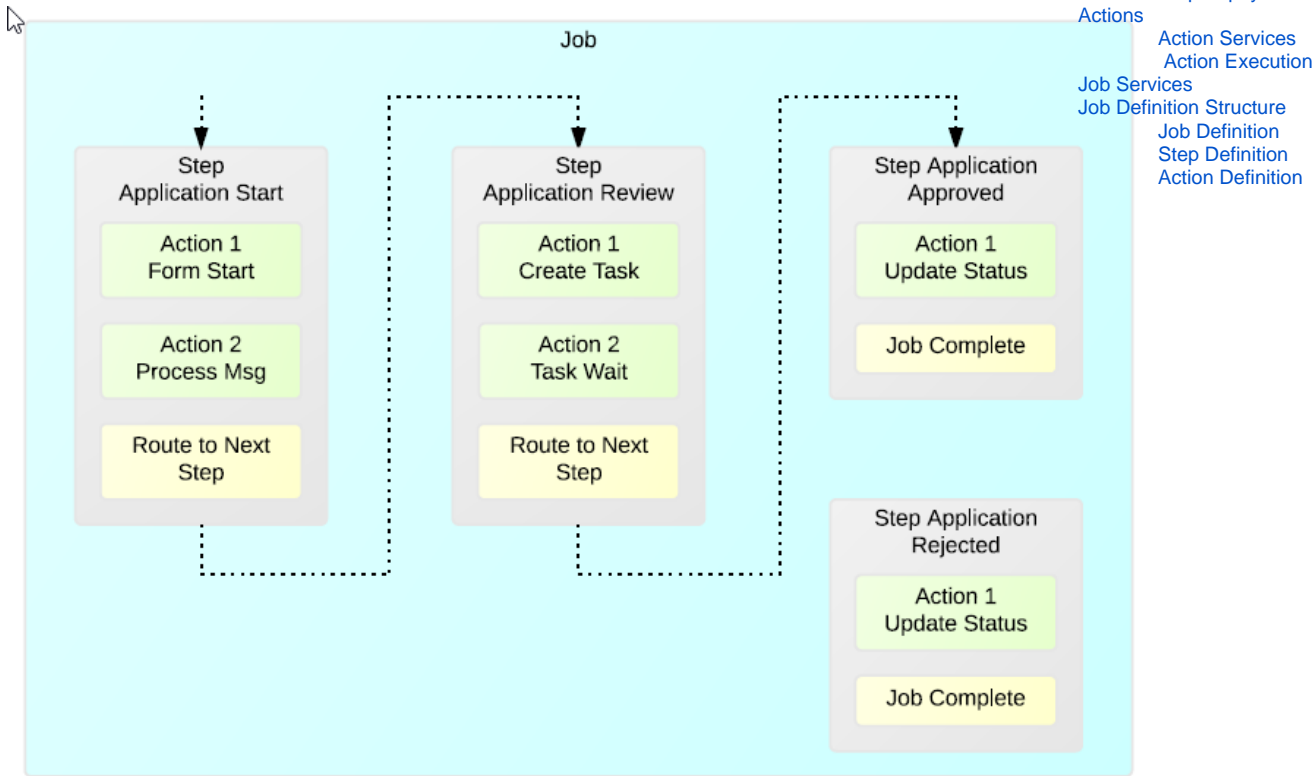 Job
Step
Application Start
Action 1
Form Start
Action 2
Process Msg
Route to Next
Step
Step
Application Review
Action 1
Create Task
Action 2
Task Wait
Route to Next
Step
Step Application
Approved
Action 1
Update Status
Job Complete
Step Application
Rejected
Action 1
Update Status
Job Complete
Actions
Action Services
Action Execution
Job Services
Job Definition Structure
Job Definition
Step Definition
Action Definition